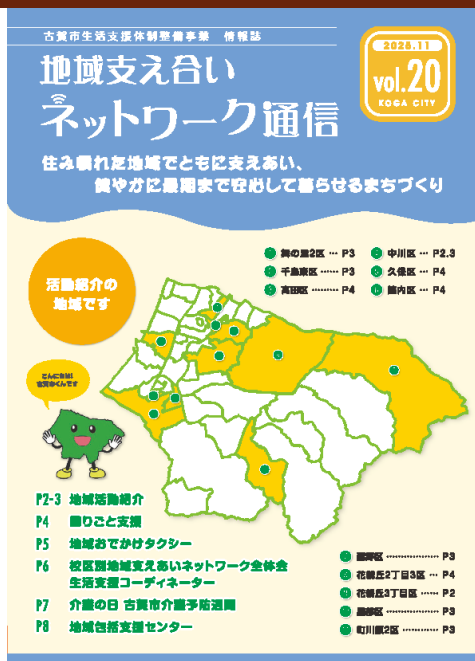 古賀市生活支援体制整備事業 情報誌
地域支え合い
ネットワーク通信
2025.11
vol.20
KOGA CITY
住み慣れた地域でともに支えあい、
健やかに最期まで安心して暮らせるまちづくり
活動紹介の
地域です
舞の里2区 … P3
千鳥東区 …… P3
高田区 ……… P4
中川区 … P2.3
久保区 … P4
薦内 … P4
こんにちは!
古賀市くんです
P2-3 地域活動紹介
P4 困りごと支援
P5 地域おでかけタクシー
P6 校区別地域支えあいネットワーク全体会
生活支援コーディネーター
P7 介護の日 古賀市介護予防週間
P8 地域包括支援センター
区 ……………… P3
花鶴丘2丁目3区 … P4
花鶴丘3丁目区 …… P2
区 ……………… P3
町川原2区 ………… P3